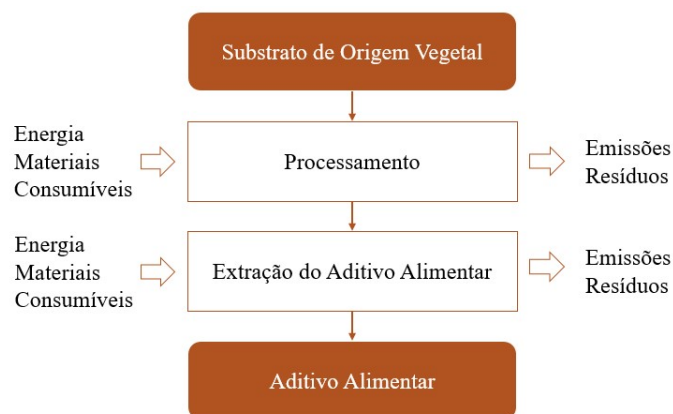 Substrato de Origem Vegetal
Energia
Materiais
Consumíveis
Processamento
Emissões
Resíduos
Energia
Materiais
Consumíveis
Extração do Aditivo Alimentar
Emissões
Resíduos
Aditivo Alimentar